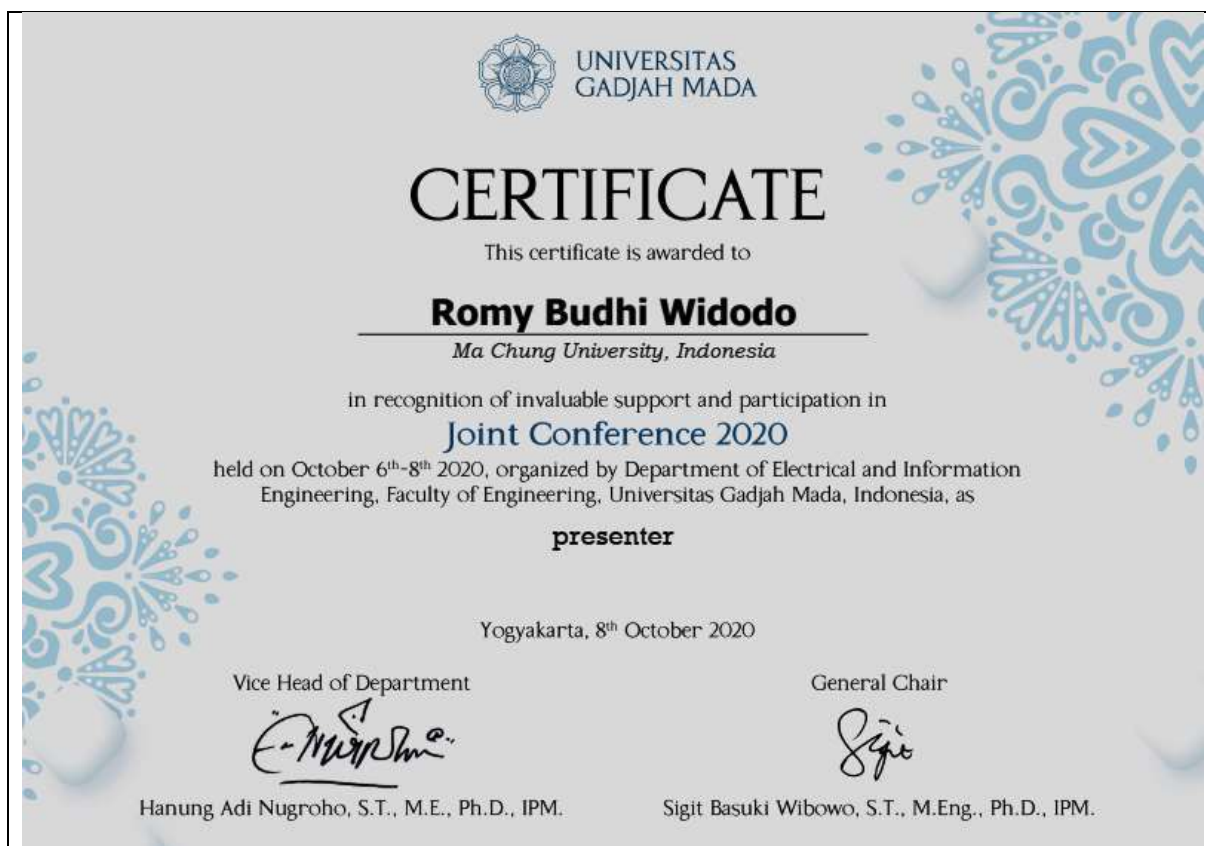 UNIVERSITAS
GADJAH MADA
CERTIFICATE
This certificate is awarded to
Romy Budhi Widodo
Ma Chung University, Indonesia
in recognition of invaluable support and participation in
Joint Conference 2020
held on October 6th-8th 2020, organized by Department of Electrical and Information
Engineering, Faculty of Engineering, Universitas Gadjah Mada, Indonesia, as
presenter
Yogyakarta, 8th October 2020
Vice Head of Department
General Chair
Sigit
Hanung Adi Nugroho, S.T., M.E., Ph.D., IPM.
Sigit Basuki Wibowo, S.T., M.Eng., Ph.D., IPM.